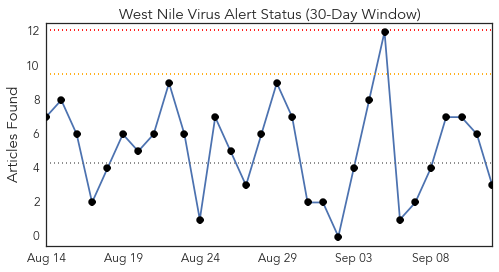 West Nile Virus Alert Status (30-Day Window)
Articles Found
12
10
8
6
4
2
0
Aug 14 Aug 19 Aug 24 Aug 29 Sep 03 Sep 08